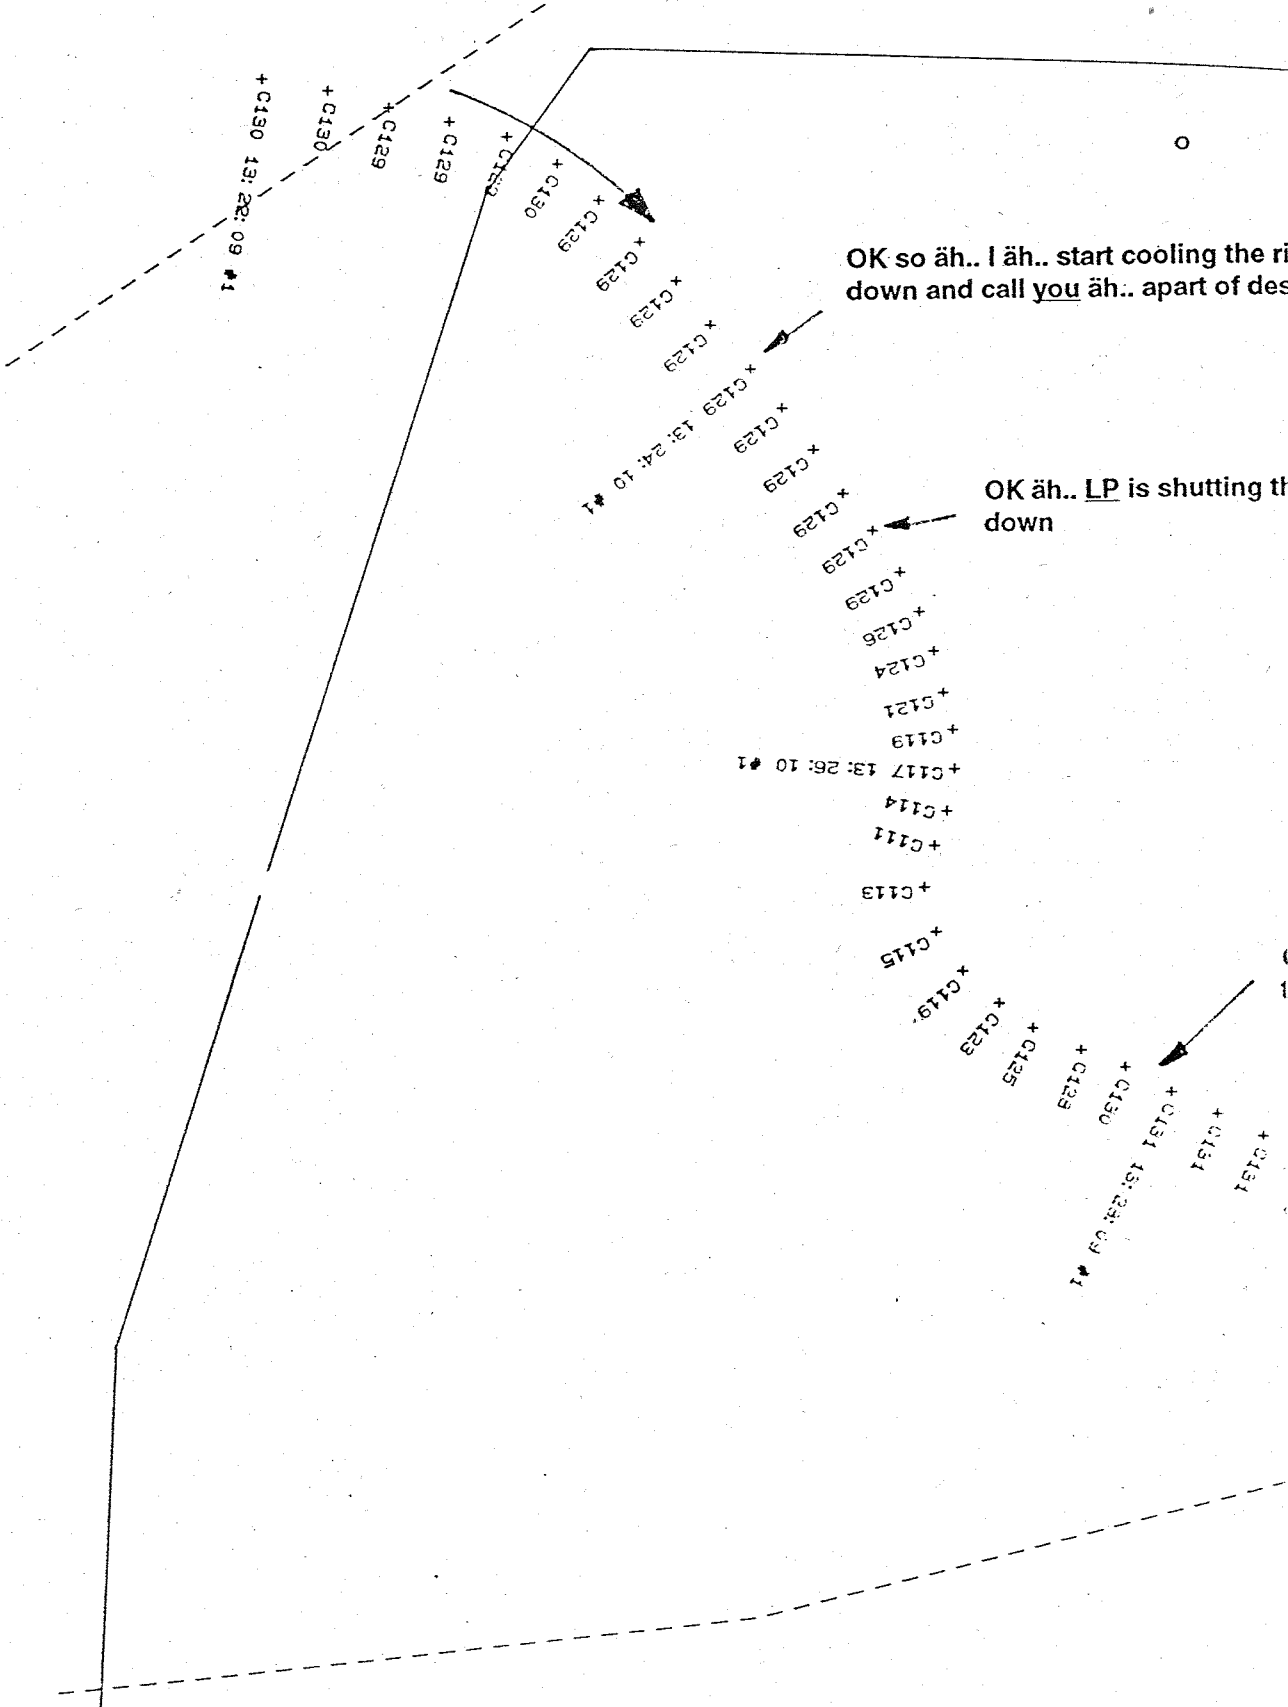 +C130 13:22:09 #1
+C130
+C129
+C129
+C130
+C129
+C129
+C129
+C129
OK so äh.. I äh.. start cooling the ri
down and call you äh.. apart of des
+C129 13:24:10 #1
+C129
+C129
+C129
OK äh.. LP is shutting th
down
+C129
+C129
+C126
+C124
+C121
+C119
+C117 13:26:10 #1
+C114
+C111
+C113
+C115
+C119
+C123
+C125
+C130
+C131
+C131
+C131